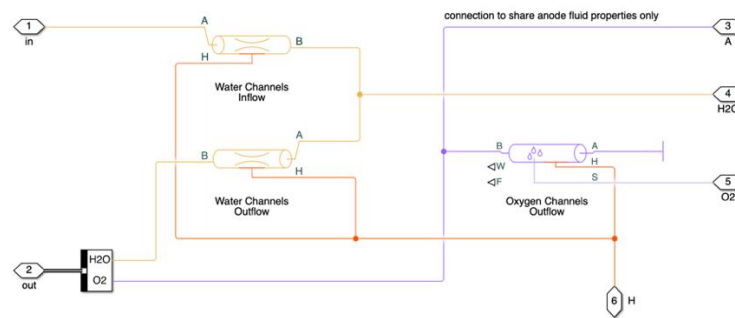 connection to share anode fluid properties only
1
in
A
B
H
Water Channels
Inflow
3
A
4
H2O
A
B
H
Water Channels
Outflow
B
A
W
H
F
S
Oxygen Channels
Outflow
5
O2
2
out
H2O
O2
6
H